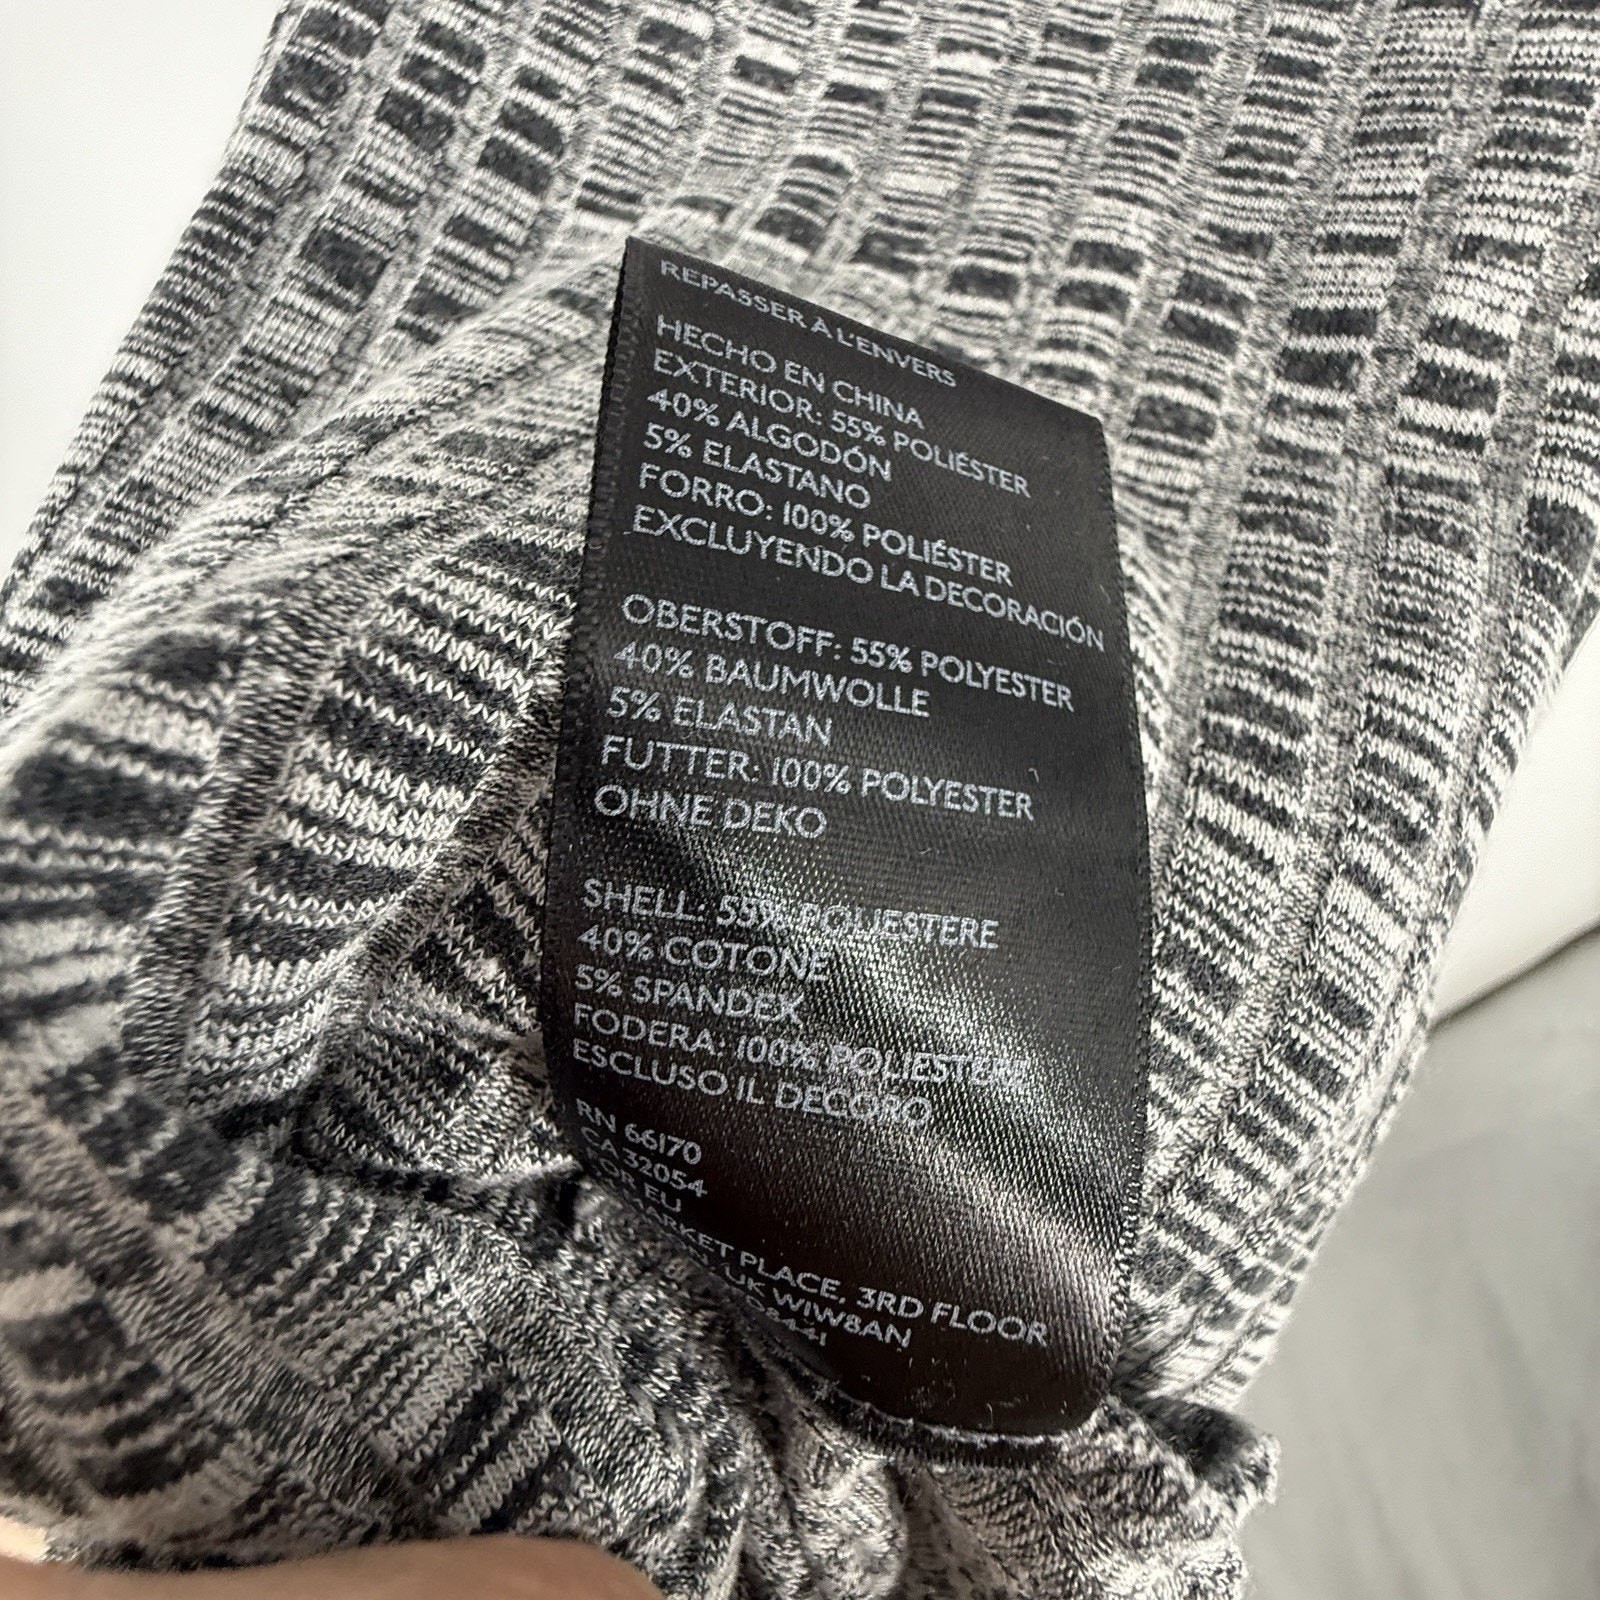 REPASSER À L'ENVERS
HECHO EN CHINA
EXTERIOR: 55% POLIÉSTER
40% ALGODÓN
5% ELASTANO
FORRO: 100% POLIÉSTER
EXCLUYENDO LA DECORACIÓN
OBERSTOFF: 55% POLYESTER
40% BAUMWOLLE
5% ELASTAN
FUTTER: 100% POLYESTER
OHNE DEKO
SHELL: 55% POLIESTERE
40% COTONE
5% SPANDEX
FODERA: 100% POLIESTERE
ESCLUSO IL DECORO
RN 66170
CA 32054
EU
PLACE, 3RD FLOOR
UK W1W8AN